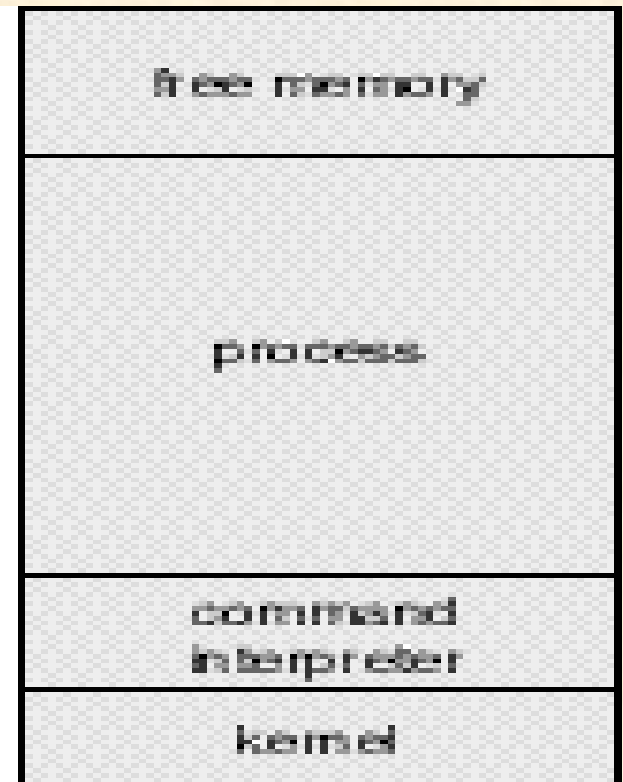 free memory
process
command
interpreter
kernel